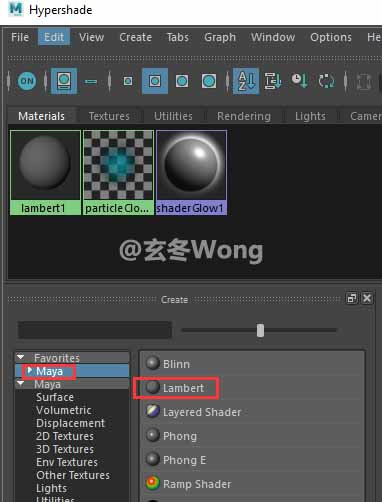 Hypershade
File Edit View Create Tabs Graph Window Options Help
ON
Materials Textures Utilities Rendering Lights Camer
lambert1 particleClo... shaderGlow1
@玄冬Wong
Create
Favorites
Maya
Maya
Surface
Volumetric
Displacement
2D Textures
3D Textures
Env Textures
Other Textures
Lights
Utilities
Blinn
Lambert
Layered Shader
Phong
Phong E
Ramp Shader